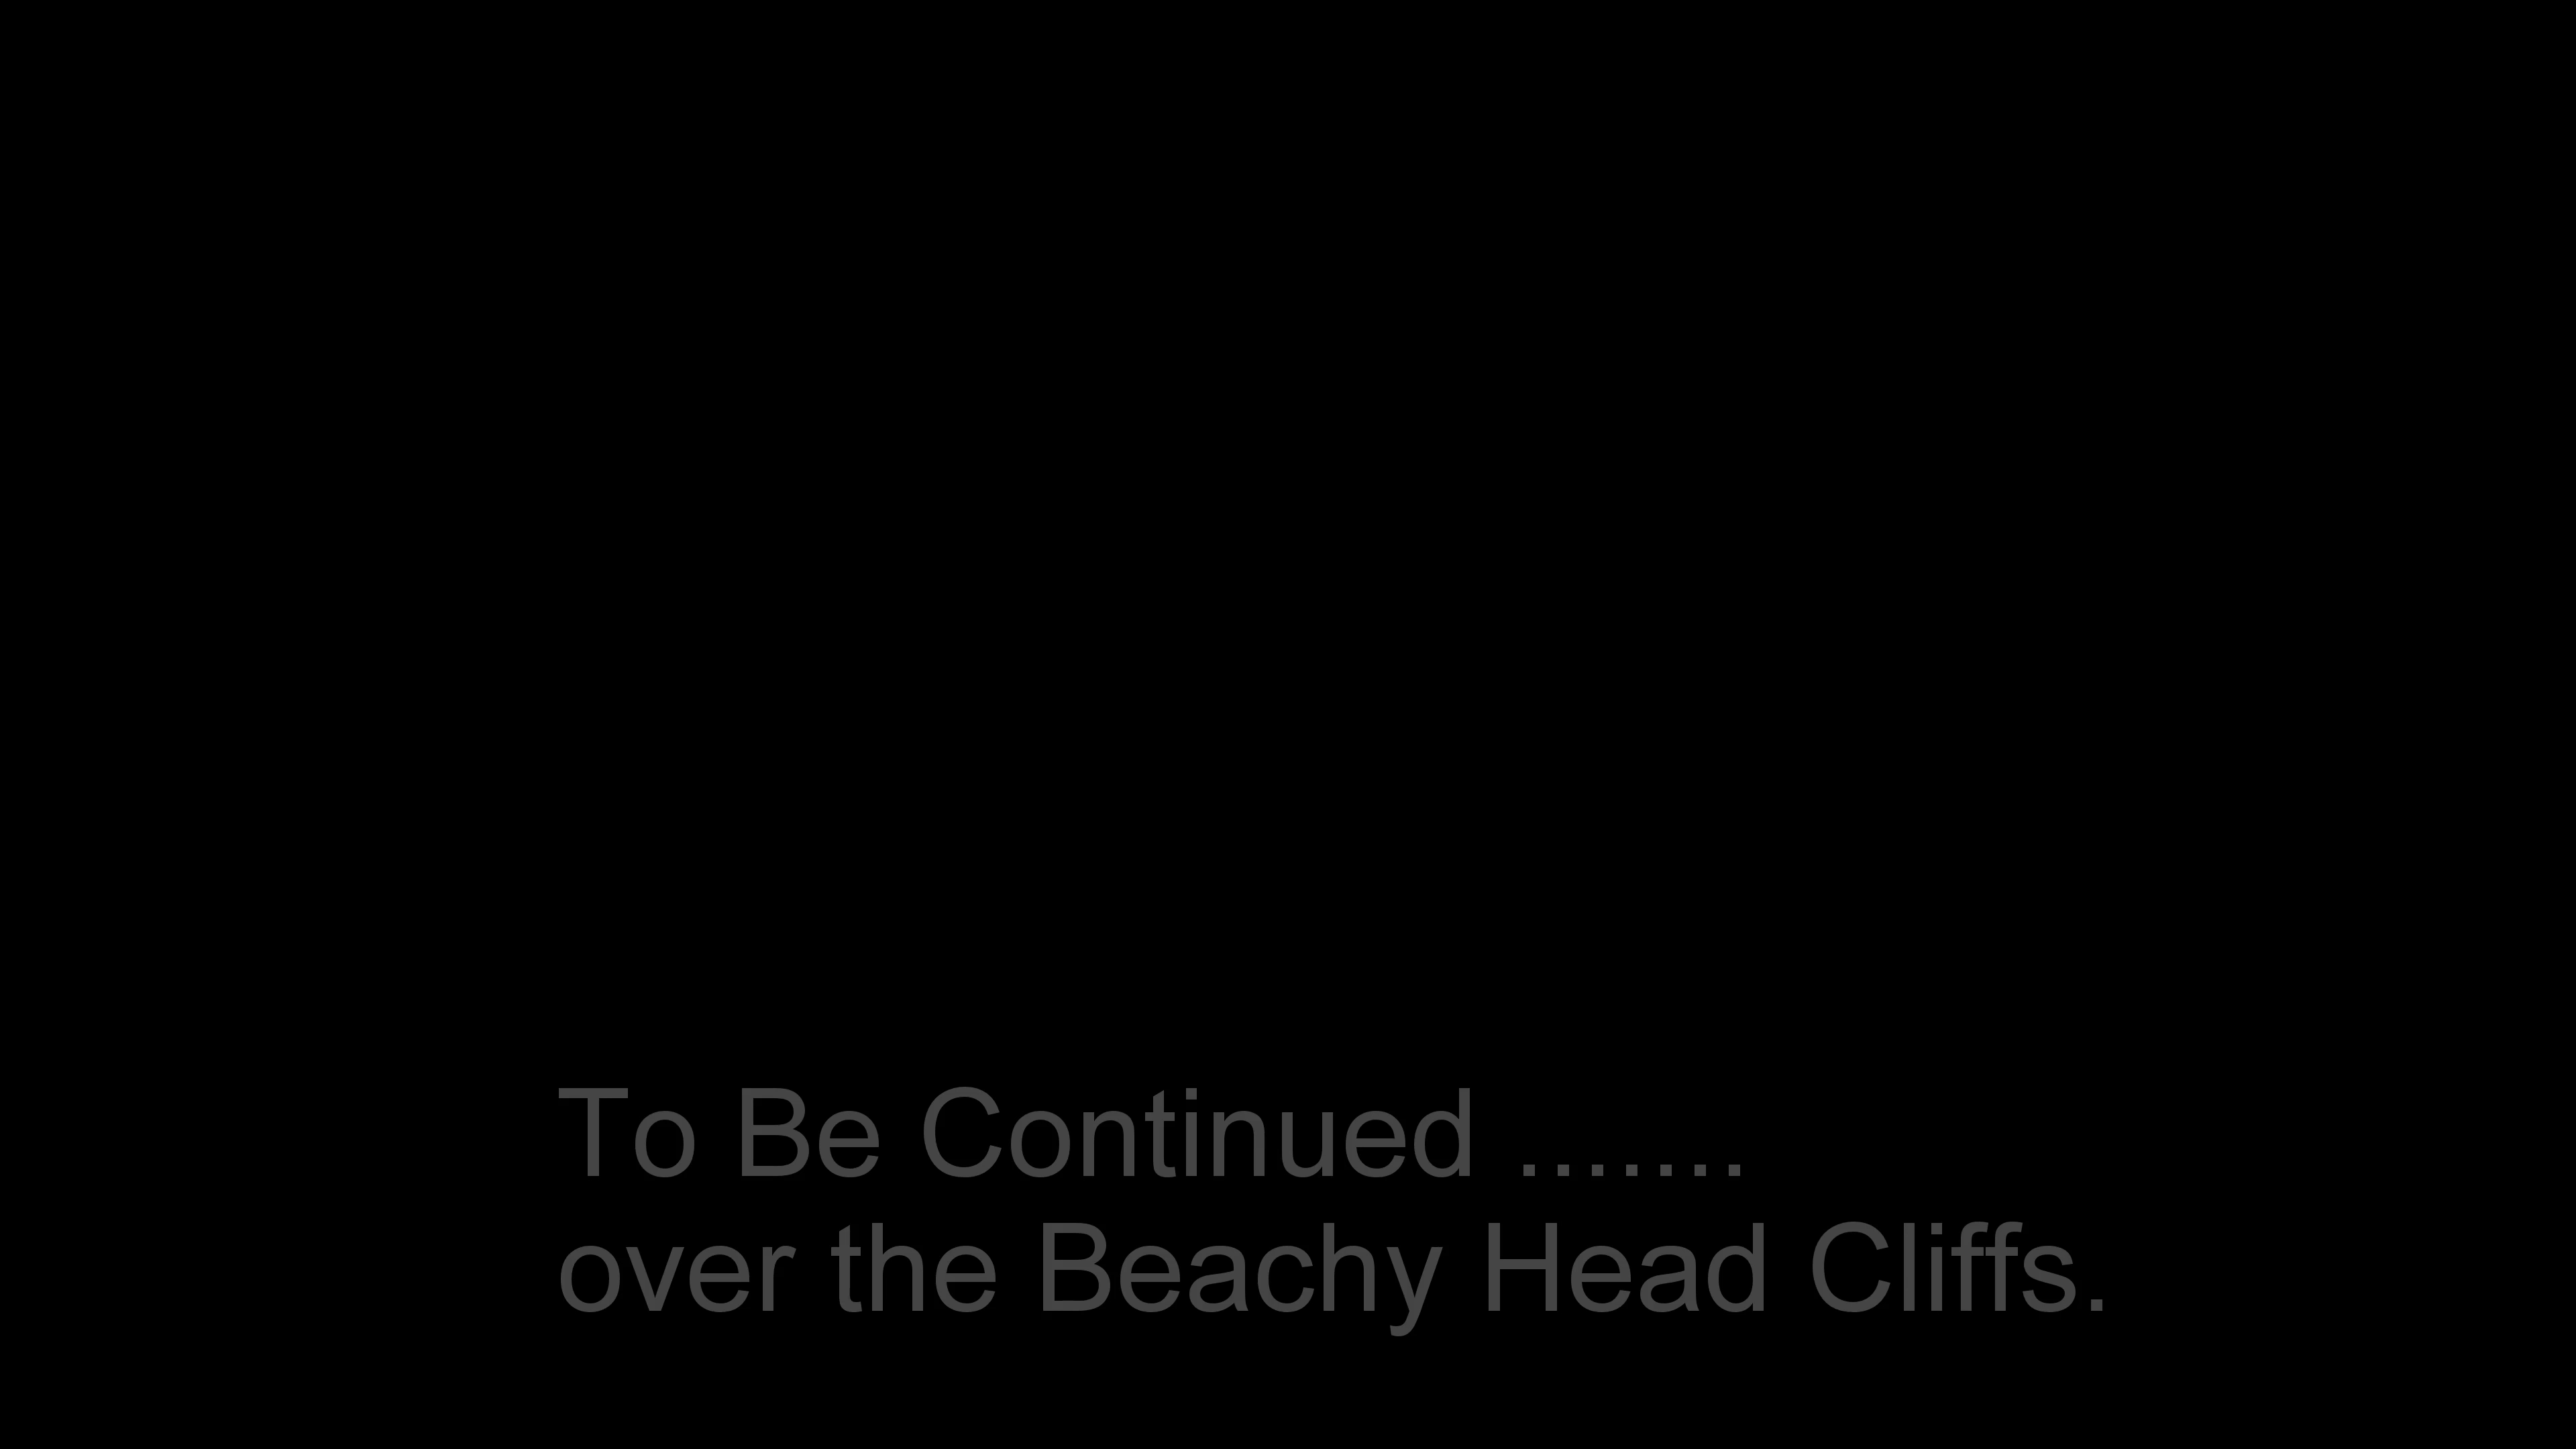 To Be Continued .......
over the Beachy Head Cliffs.